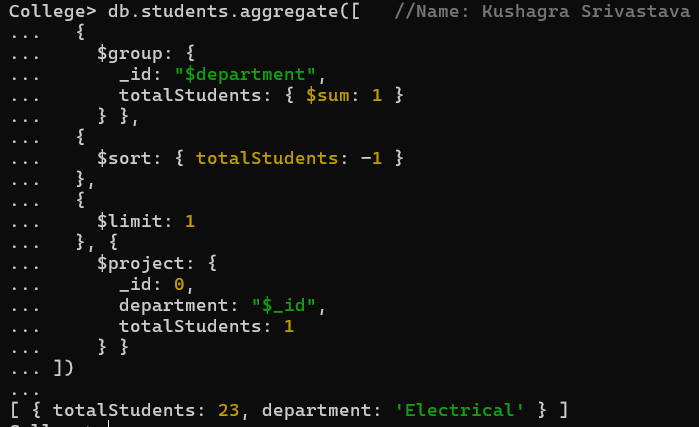 College> db.students.aggregate([   //Name: Kushagra Srivastava
...   {
...     $group: {
...       _id: "$department",
...       totalStudents: { $sum: 1 }
...     } },
...   {
...     $sort: { totalStudents: -1 }
...   },
...   {
...     $limit: 1
...   }, {
...     $project: {
...       _id: 0,
...       department: "$_id",
...       totalStudents: 1
...     } }
... ])
...
[ { totalStudents: 23, department: 'Electrical' } ]